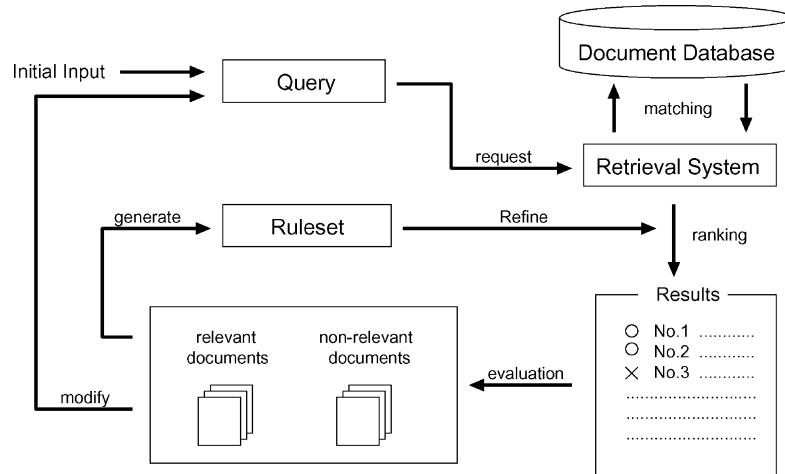 Document Database
Initial Input
Query
matching
request
Retrieval System
generate
Ruleset
Refine
ranking
Results
No.1 ............
No.2 ............
No.3 ............
............................
............................
............................
relevant
documents
non-relevant
documents
evaluation
modify